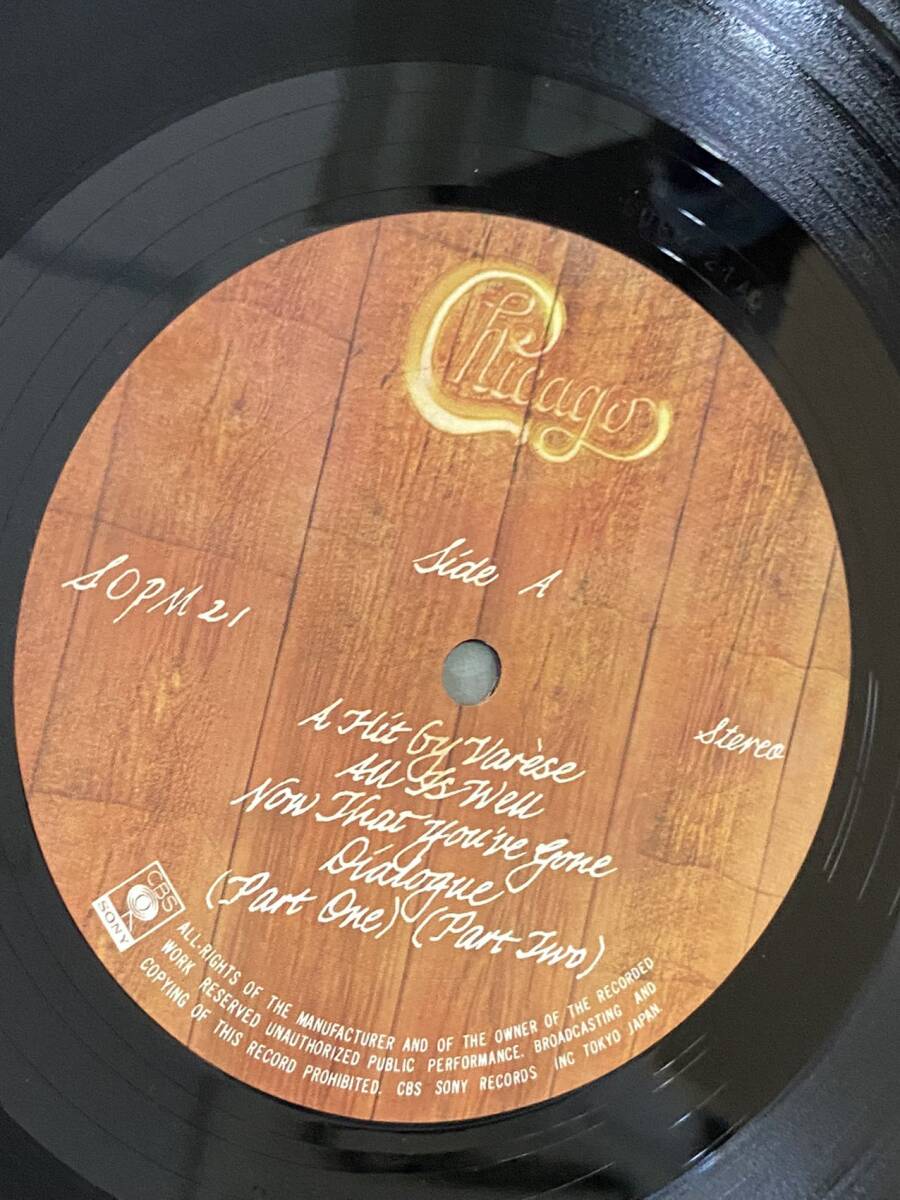 Chicago
Side A
SOPM 21
Stereo
A Hit By Varèse
All Is Well
Now That You've Gone
Dialogue
(Part One) (Part Two)
CBS
SONY
ALL-RIGHTS OF THE MANUFACTURER AND OF THE OWNER OF THE RECORDED
WORK RESERVED UNAUTHORIZED PUBLIC PERFORMANCE. BROADCASTING AND
COPYING OF THIS RECORD PROHIBITED. CBS SONY RECORDS INC TOKYO JAPAN.